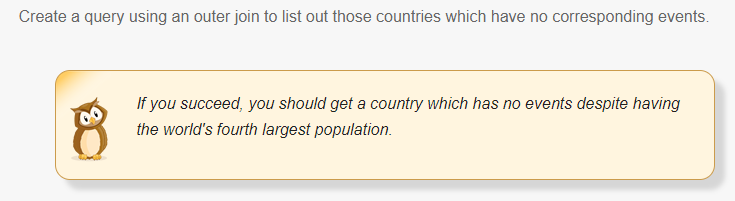 Create a query using an outer join to list out those countries which have no corresponding events.
If you succeed, you should get a country which has no events despite having
the world's fourth largest population.